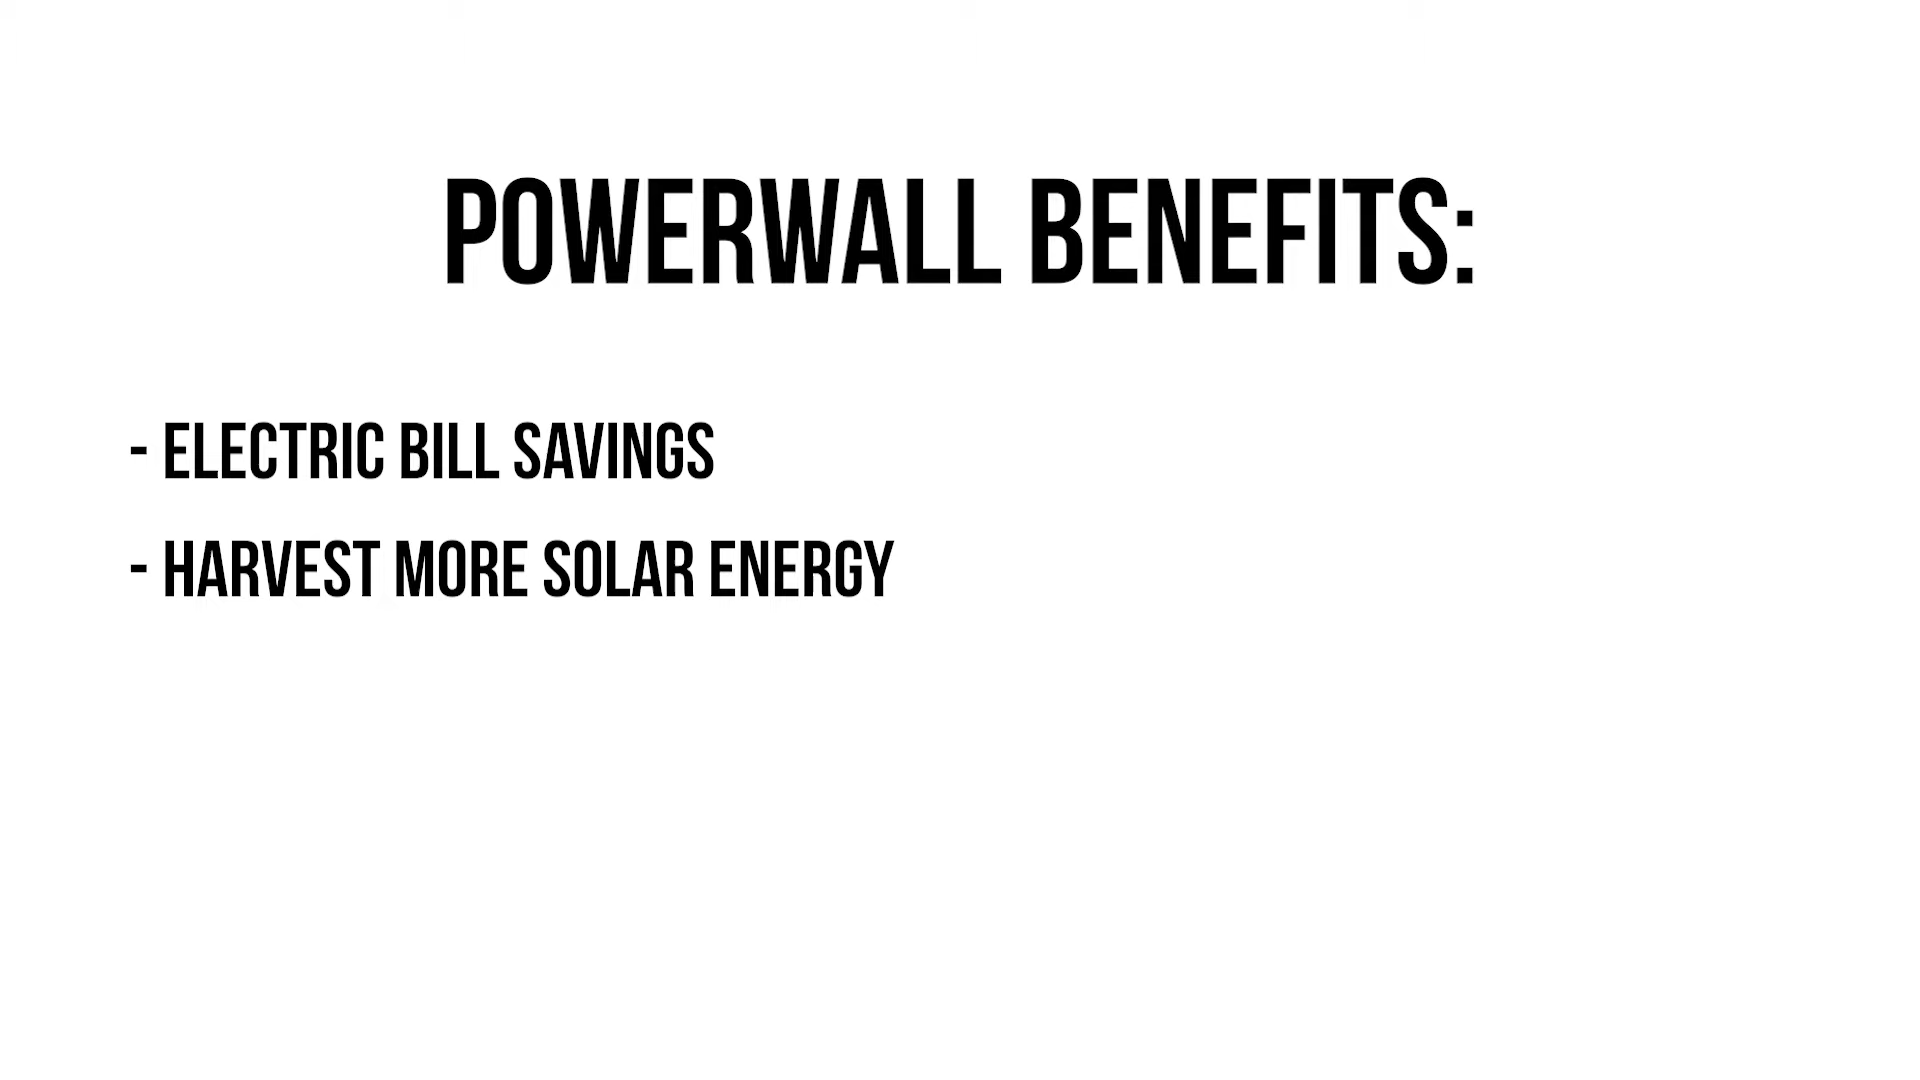 POWERWALL BENEFITS:
- ELECTRIC BILL SAVINGS
- HARVEST MORE SOLAR ENERGY